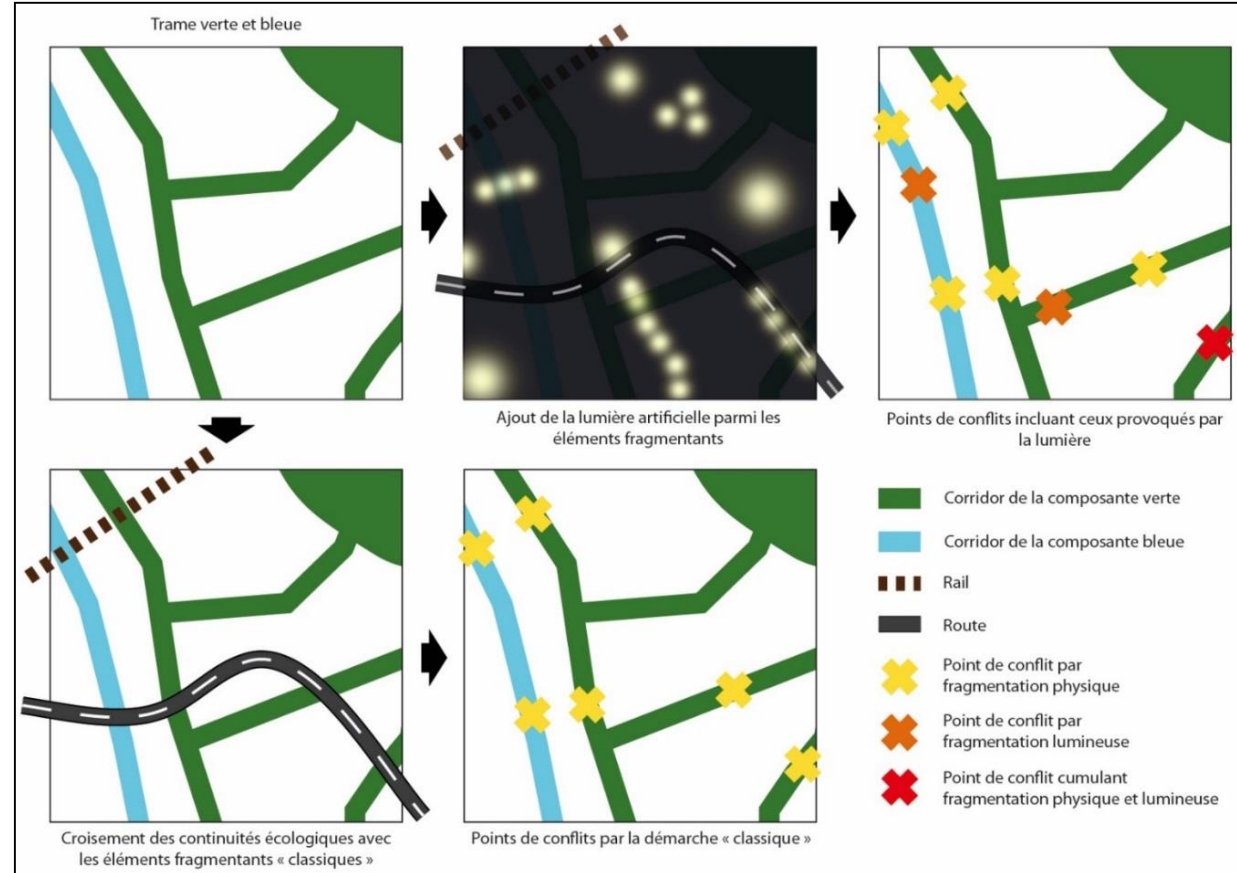 Trame verte et bleue
Ajout de la lumière artificielle parmi les
éléments fragmentants
Points de conflits incluant ceux provoqués par
la lumière
Corridor de la composante verte
Corridor de la composante bleue
Rail
Route
Point de conflit par
fragmentation physique
Point de conflit par
fragmentation lumineuse
Point de conflit cumulant
fragmentation physique et lumineuse
Croisement des continuités écologiques avec
les éléments fragmentants « classiques »
Points de conflits par la démarche « classique »